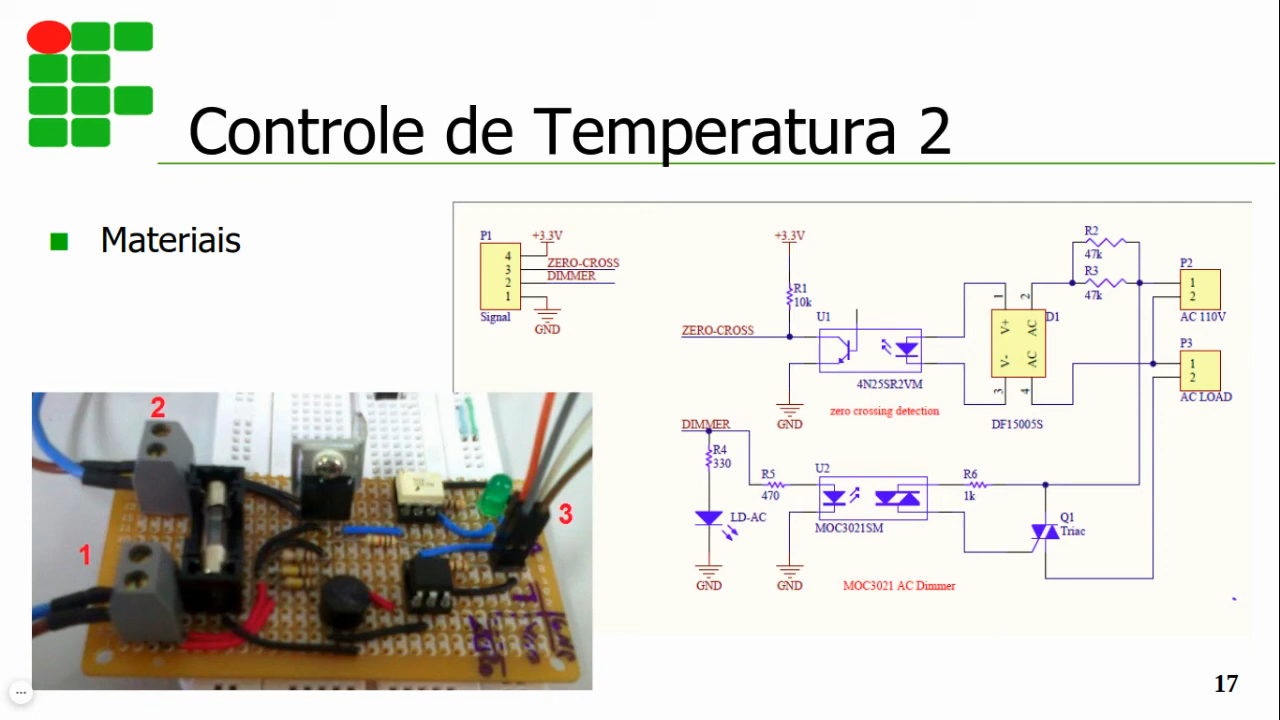 Controle de Temperatura 2
Materiais
P1
+3.3V
4
ZERO-CROSS
3
DIMMER
2
1
Signal
GND
+3.3V
R1
10k
ZERO-CROSS
U1
4N25SR2VM
GND
zero crossing detection
1
2
V+
AC
V-
AC
3
4
D1
DF15005S
R2
47k
R3
47k
P2
1
2
AC 110V
P3
1
2
AC LOAD
DIMMER
R4
330
LD-AC
GND
R5
470
U2
MOC3021SM
GND
R6
1k
Q1
Triac
MOC3021 AC Dimmer
2
1
3
17